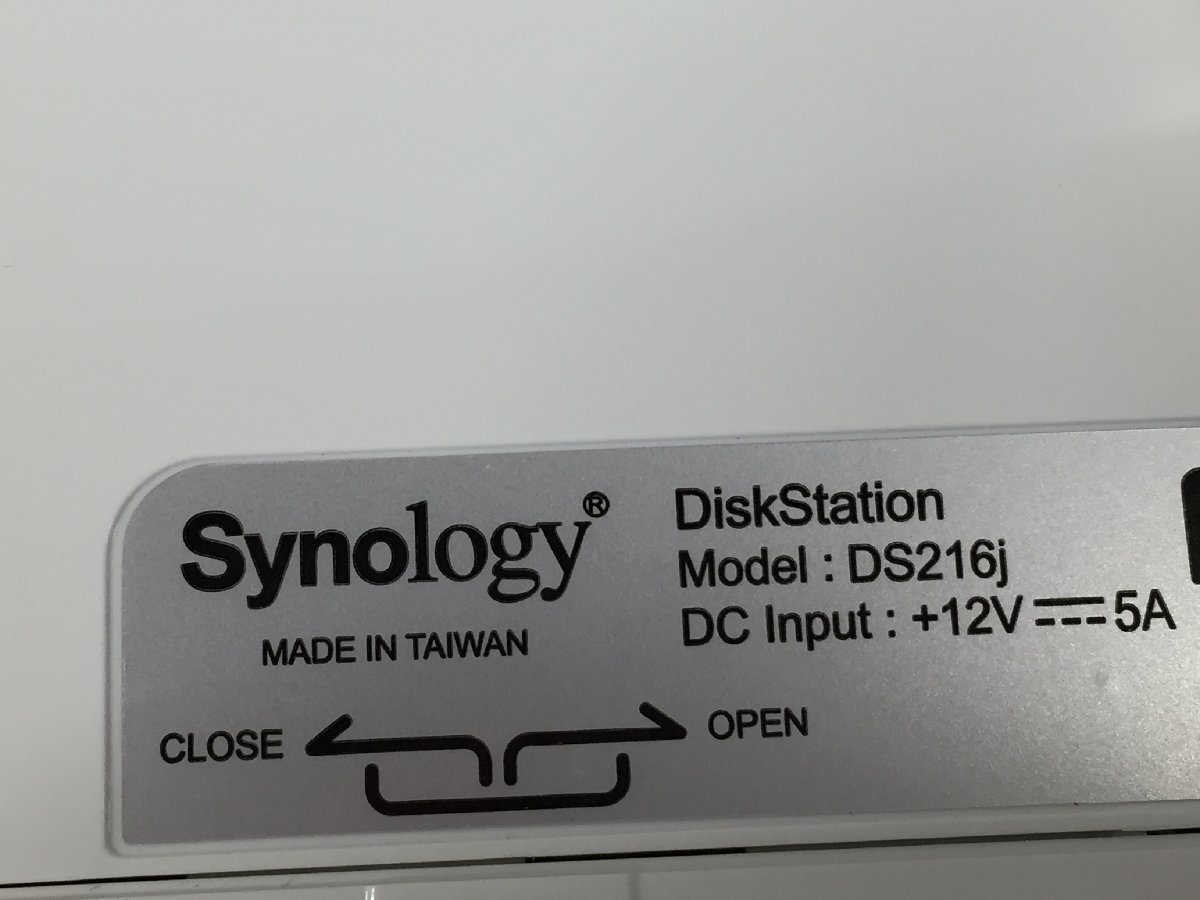 Synology®
MADE IN TAIWAN
DiskStation
Model : DS216j
DC Input : +12V ⎓ 5A
CLOSE
OPEN